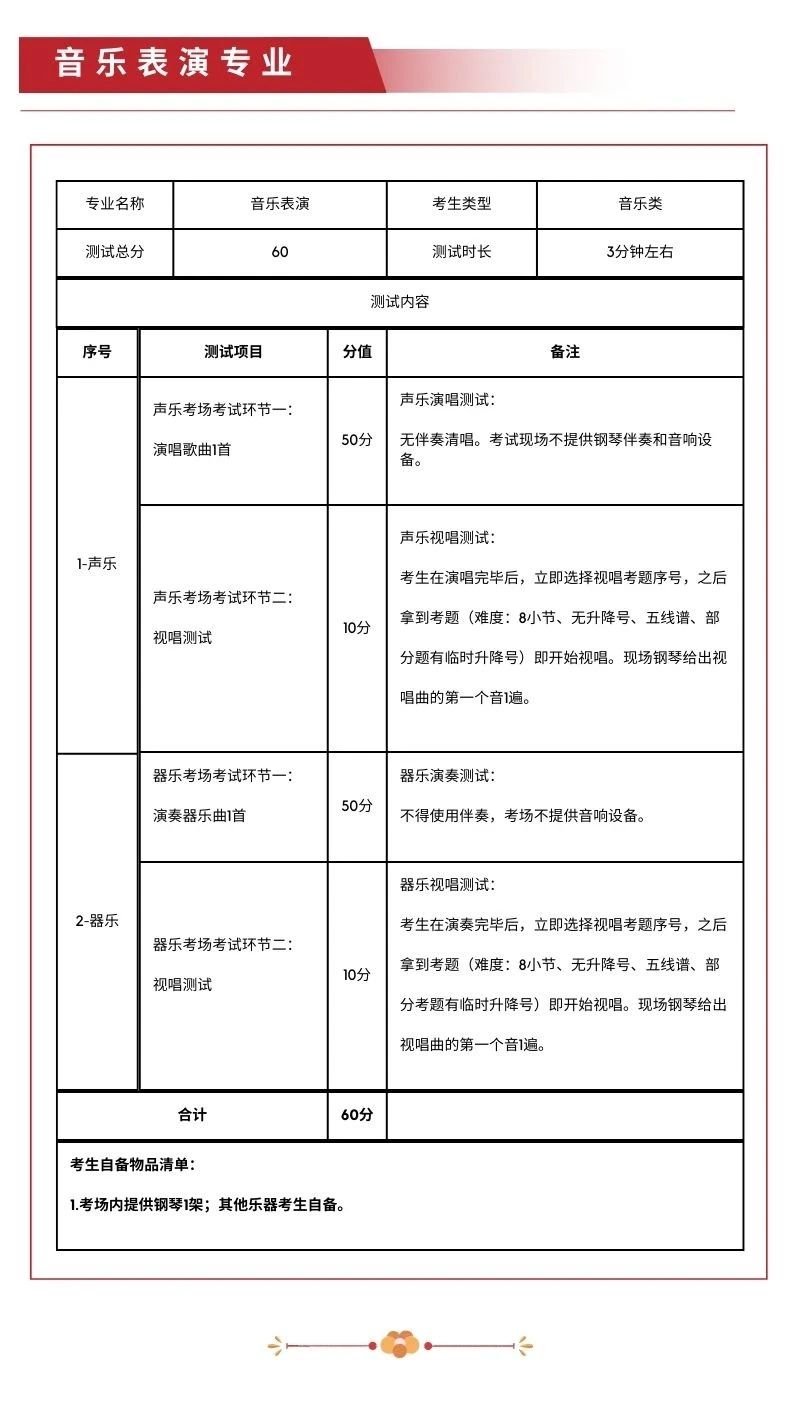 音乐表演专业
专业名称 音乐表演 考生类型 音乐类
测试总分 60 测试时长 3分钟左右
测试内容
序号 测试项目 分值 备注
1-声乐
声乐考场考试环节一：
演唱歌曲1首
50分
声乐演唱测试：
无伴奏清唱。考试现场不提供钢琴伴奏和音响设
备。
声乐考场考试环节二：
视唱测试
10分
声乐视唱测试：
考生在演唱完毕后，立即选择视唱考题序号，之后
拿到考题（难度：8小节、无升降号、五线谱、部
分题有临时升降号）即开始视唱。现场钢琴给出视
唱曲的第一个音1遍。
2-器乐
器乐考场考试环节一：
演奏器乐曲1首
50分
器乐演奏测试：
不得使用伴奏，考场不提供音响设备。
器乐考场考试环节二：
视唱测试
10分
器乐视唱测试：
考生在演奏完毕后，立即选择视唱考题序号，之后
拿到考题（难度：8小节、无升降号、五线谱、部
分考题有临时升降号）即开始视唱。现场钢琴给出
视唱曲的第一个音1遍。
合计 60分
考生自备物品清单：
1.考场内提供钢琴1架；其他乐器考生自备。